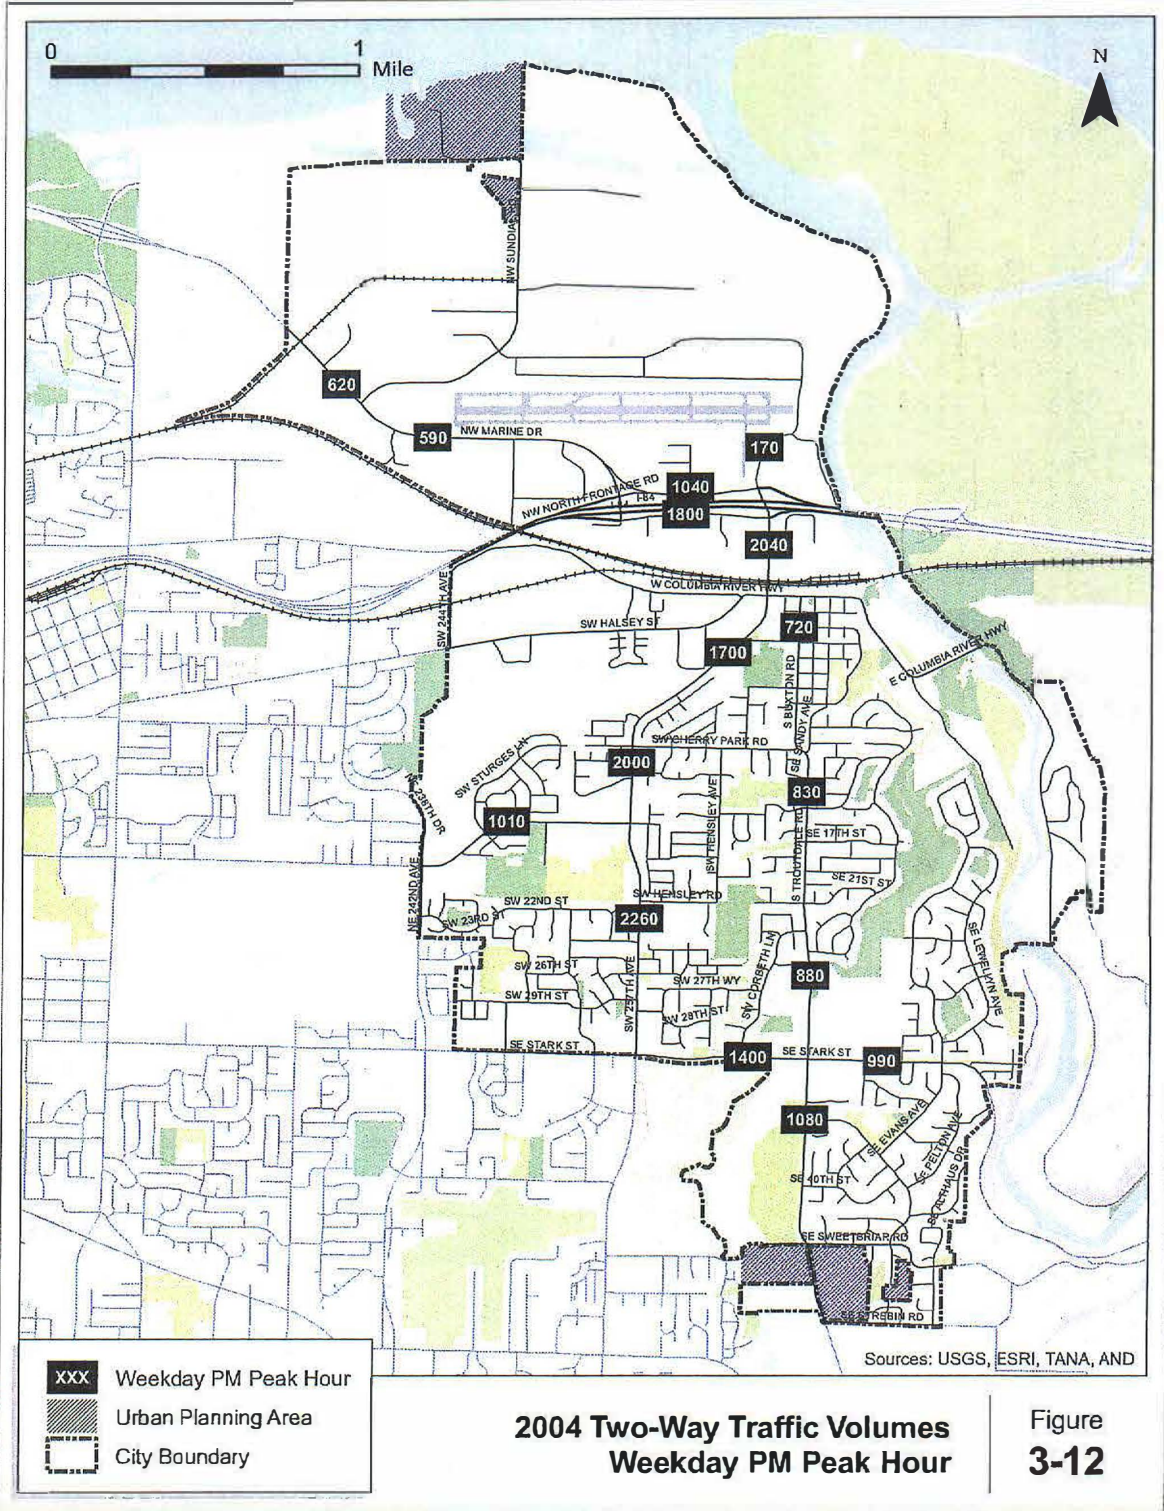 0 1
Mile
N
NW SUNDIAL
620
590
NW MARINE DR
170
NW NORTH FRONTAGE RD
1040
I-84
1800
2040
W COLUMBIA RIVER HWY
SW 244TH AVE
SW HALSEY ST
720
1700
E COLUMBIA RIVER HWY
S BUXTON RD
SE SANDY AVE
SW CHERRY PARK RD
SW STURGES LN
2000
NE 236TH DR
830
1010
SW HENSLEY AVE
SE 17TH ST
S TROUTDALE RD
SE 21ST ST
NE 242ND AVE
SW HENSLEY RD
SW 22ND ST
SW 23RD ST
2260
SE LEWELLYN AVE
SW CORBETH LN
SW 26TH ST
880
SW 27TH WY
SW 257TH AVE
SW 29TH ST
SW 28TH ST
SE STARK ST
1400
SE STARK ST
990
1080
SE EVANS AVE
SE PELTON AVE
SE 40TH ST
SE ALTHAUS DR
SE SWEETBRIAR RD
SE STREBIN RD
Sources: USGS, ESRI, TANA, AND
XXX Weekday PM Peak Hour
Urban Planning Area
City Boundary
2004 Two-Way Traffic Volumes
Weekday PM Peak Hour
Figure
3-12